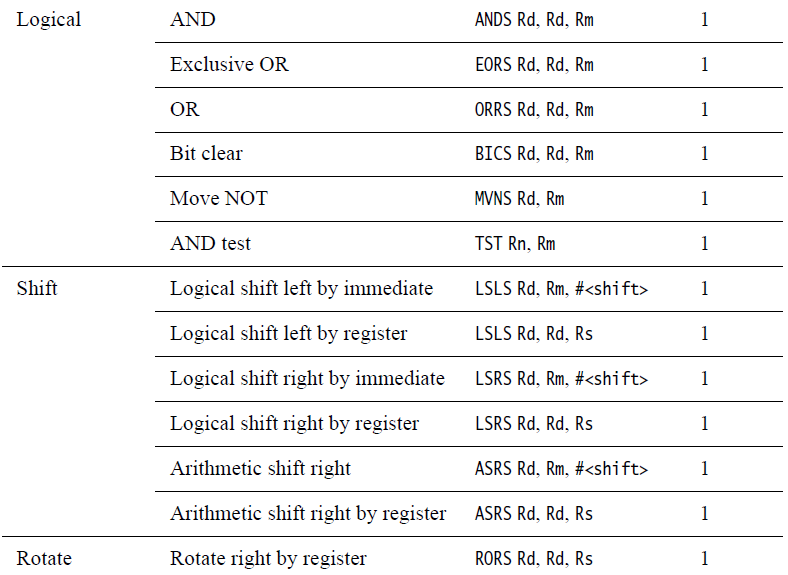 Logical AND ANDS Rd, Rd, Rm 1
Exclusive OR EORS Rd, Rd, Rm 1
OR ORRS Rd, Rd, Rm 1
Bit clear BICS Rd, Rd, Rm 1
Move NOT MVNS Rd, Rm 1
AND test TST Rn, Rm 1
Shift Logical shift left by immediate LSLS Rd, Rm, #<shift> 1
Logical shift left by register LSLS Rd, Rd, Rs 1
Logical shift right by immediate LSRS Rd, Rm, #<shift> 1
Logical shift right by register LSRS Rd, Rd, Rs 1
Arithmetic shift right ASRS Rd, Rm, #<shift> 1
Arithmetic shift right by register ASRS Rd, Rd, Rs 1
Rotate Rotate right by register RORS Rd, Rd, Rs 1